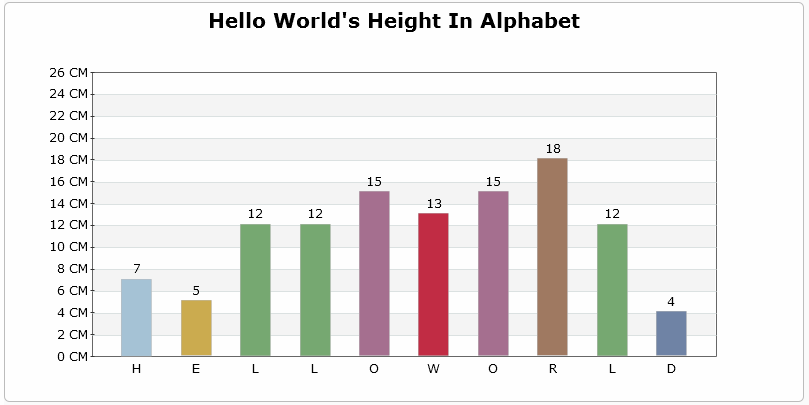 Hello World's Height In Alphabet
26 CM
24 CM
22 CM
20 CM
18 CM
16 CM
14 CM
12 CM
10 CM
8 CM
6 CM
4 CM
2 CM
0 CM
7 5 12 12 15 13 15 18 12 4
H E L L O W O R L D